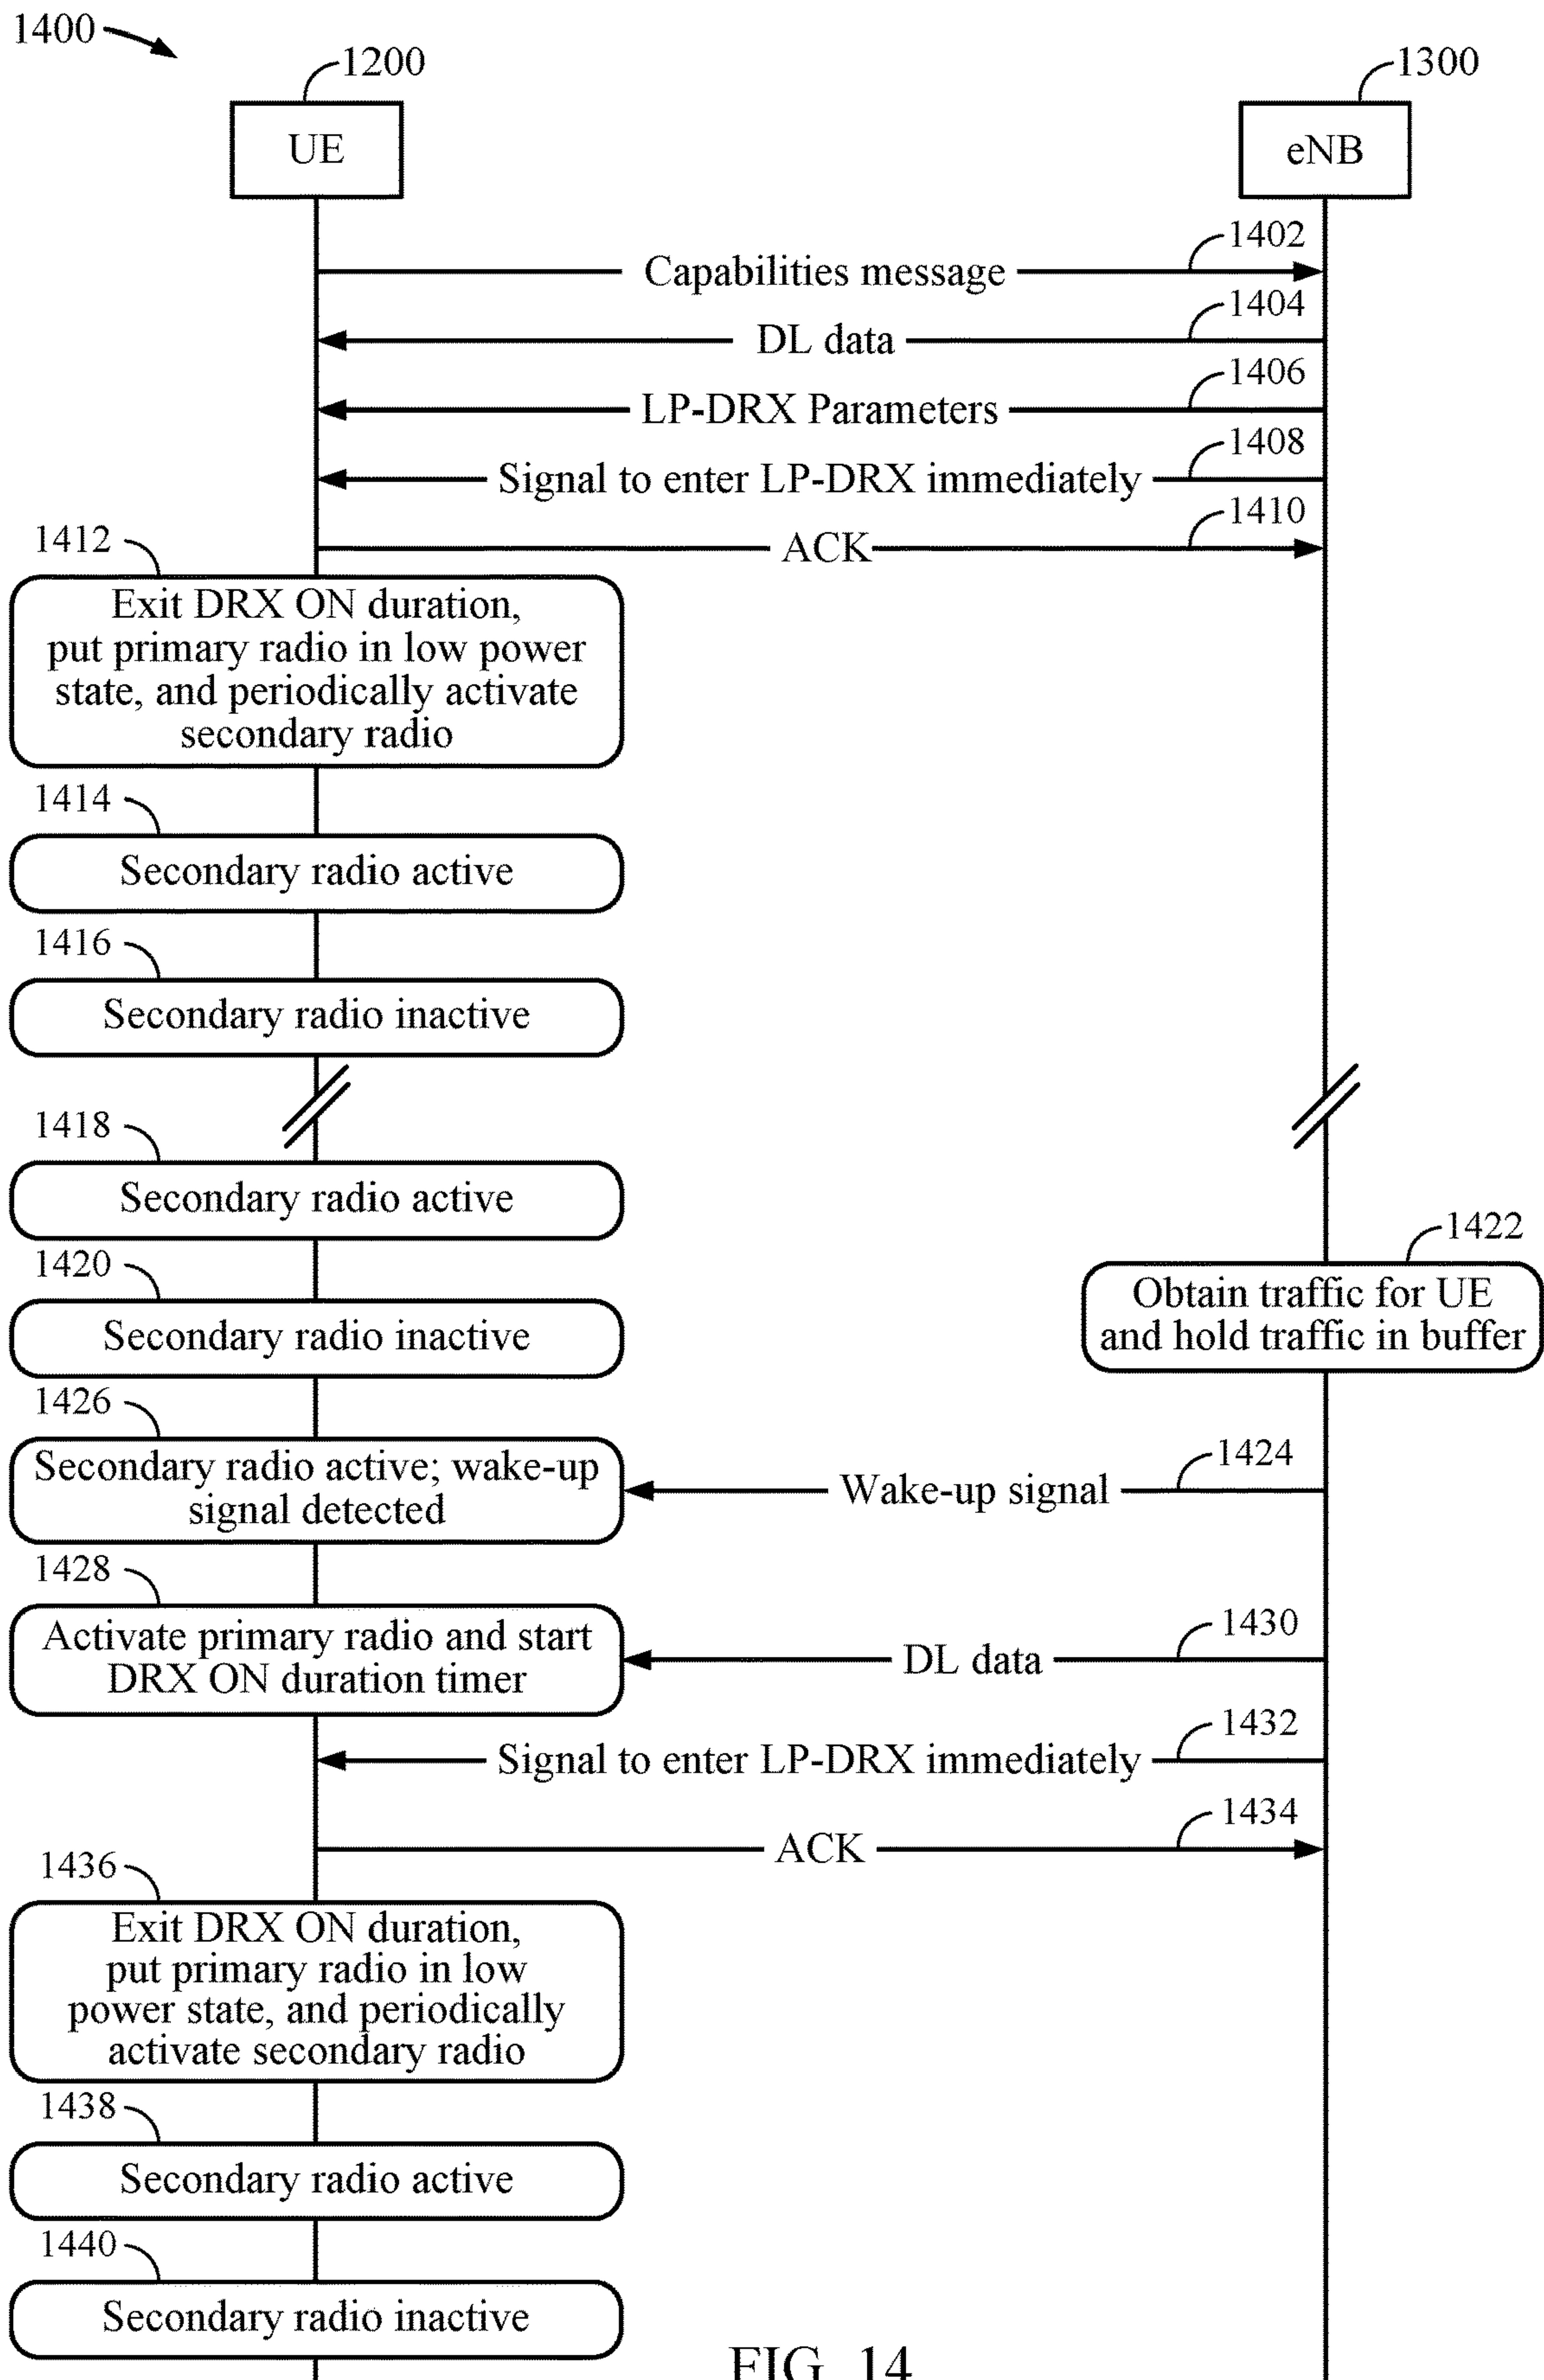 1400
1200
1300
UE
eNB
1402
Capabilities message
1404
DL data
1406
LP-DRX Parameters
1408
Signal to enter LP-DRX immediately
1410
ACK
1412
Exit DRX ON duration,
put primary radio in low power
state, and periodically activate
secondary radio
1414
Secondary radio active
1416
Secondary radio inactive
1418
Secondary radio active
1422
Obtain traffic for UE
and hold traffic in buffer
1420
Secondary radio inactive
1426
Secondary radio active; wake-up
signal detected
1424
Wake-up signal
1428
Activate primary radio and start
DRX ON duration timer
1430
DL data
1432
Signal to enter LP-DRX immediately
1434
ACK
1436
Exit DRX ON duration,
put primary radio in low
power state, and periodically
activate secondary radio
1438
Secondary radio active
1440
Secondary radio inactive
FIG. 14